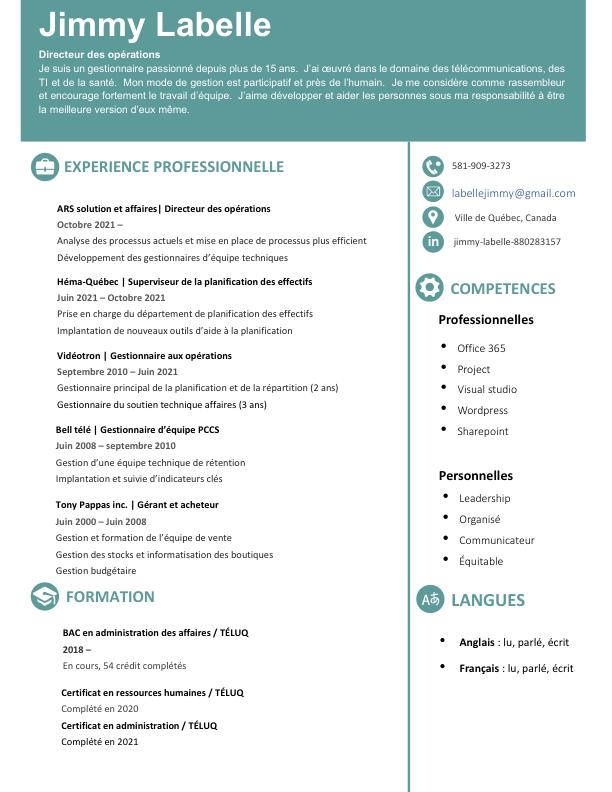 Jimmy Labelle
Directeur des opérations
Je suis un gestionnaire passionné depuis plus de 15 ans. J'ai œuvré dans le domaine des télécommunications, des
TI et de la santé. Mon mode de gestion est participatif et près de l'humain. Je me considère comme rassembleur
et encourage fortement le travail d'équipe. J'aime développer et aider les personnes sous ma responsabilité à être
la meilleure version d'eux même.
EXPERIENCE PROFESSIONNELLE
ARS solution et affaires| Directeur des opérations
Octobre 2021 –
Analyse des processus actuels et mise en place de processus plus efficient
Développement des gestionnaires d'équipe techniques
Héma-Québec | Superviseur de la planification des effectifs
Juin 2021 – Octobre 2021
Prise en charge du département de planification des effectifs
Implantation de nouveaux outils d'aide à la planification
Vidéotron | Gestionnaire aux opérations
Septembre 2010 – Juin 2021
Gestionnaire principal de la planification et de la répartition (2 ans)
Gestionnaire du soutien technique affaires (3 ans)
Bell télé | Gestionnaire d'équipe PCCS
Juin 2008 – septembre 2010
Gestion d'une équipe technique de rétention
Implantation et suivie d'indicateurs clés
Tony Pappas inc. | Gérant et acheteur
Juin 2000 – Juin 2008
Gestion et formation de l'équipe de vente
Gestion des stocks et informatisation des boutiques
Gestion budgétaire
FORMATION
BAC en administration des affaires / TÉLUQ
2018 –
En cours, 54 crédit complétés
Certificat en ressources humaines / TÉLUQ
Complété en 2020
Certificat en administration / TÉLUQ
Complété en 2021
581-909-3273
labellejimmy@gmail.com
Ville de Québec, Canada
in jimmy-labelle-880283157
COMPETENCES
Professionnelles
• Office 365
• Project
• Visual studio
• Wordpress
• Sharepoint
Personnelles
• Leadership
• Organisé
• Communicateur
• Équitable
LANGUES
• Anglais : lu, parlé, écrit
• Français : lu, parlé, écrit